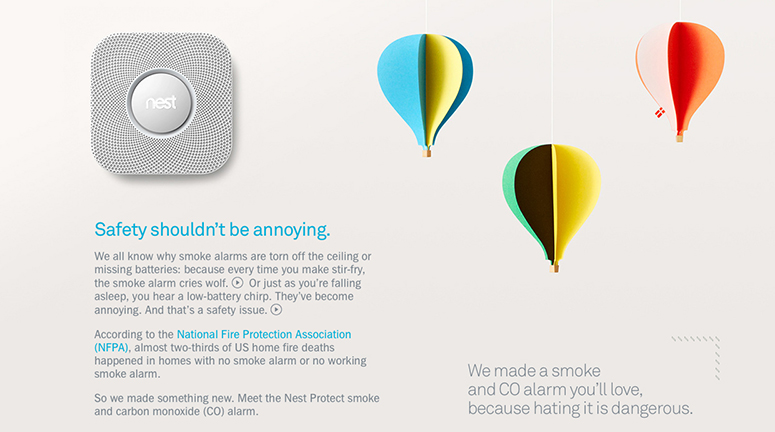 nest
Safety shouldn't be annoying.
We all know why smoke alarms are torn off the ceiling or
missing batteries: because every time you make stir-fry,
the smoke alarm cries wolf. Or just as you're falling
asleep, you hear a low-battery chirp. They've become
annoying. And that's a safety issue.
According to the National Fire Protection Association
(NFPA), almost two-thirds of US home fire deaths
happened in homes with no smoke alarm or no working
smoke alarm.
So we made something new. Meet the Nest Protect smoke
and carbon monoxide (CO) alarm.
We made a smoke
and CO alarm you'll love,
because hating it is dangerous.